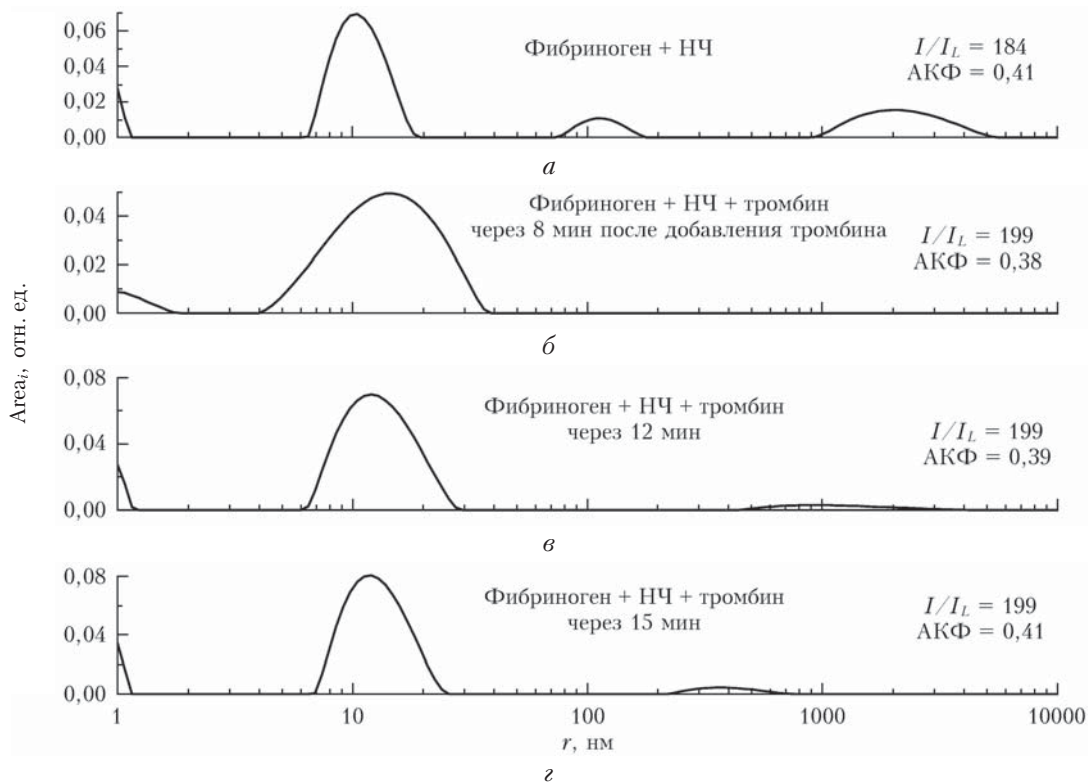 0,06
0,04
0,02
0,00
Фибриноген + НЧ
I/I_L = 184
АКФ = 0,41
а
0,04
0,02
0,00
Фибриноген + НЧ + тромбин
через 8 мин после добавления тромбина
I/I_L = 199
АКФ = 0,38
б
Area_i, отн. ед.
0,08
0,04
0,00
Фибриноген + НЧ + тромбин
через 12 мин
I/I_L = 199
АКФ = 0,39
в
0,08
0,04
0,00
Фибриноген + НЧ + тромбин
через 15 мин
I/I_L = 199
АКФ = 0,41
1 10 100 1000 10000
r, нм
г